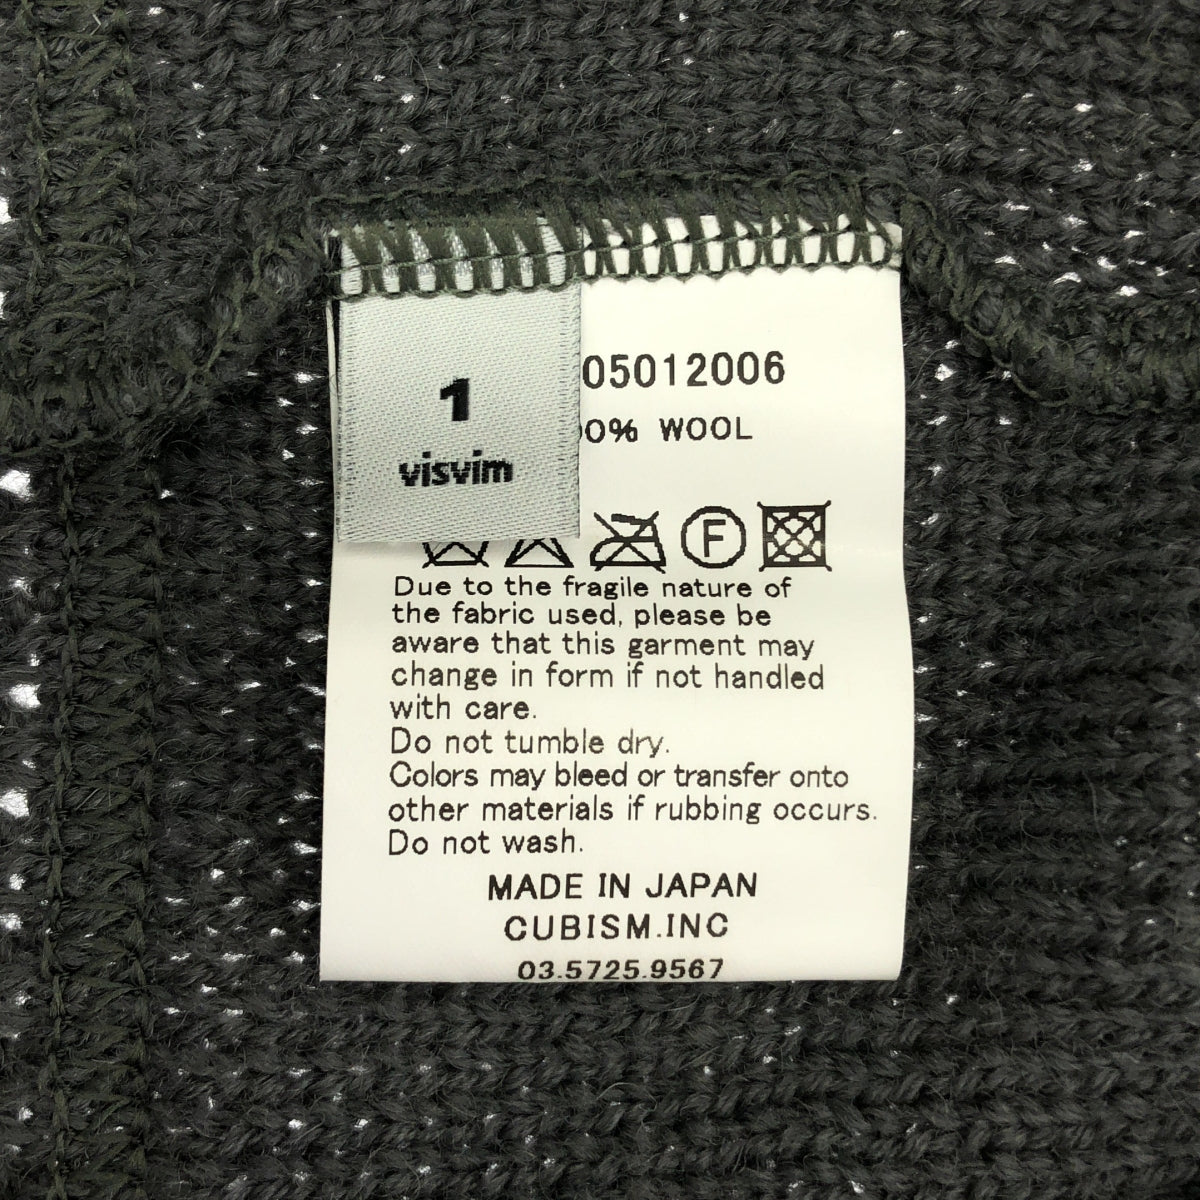 1
visvim
05012006
0% WOOL
F
Due to the fragile nature of
the fabric used, please be
aware that this garment may
change in form if not handled
with care.
Do not tumble dry.
Colors may bleed or transfer onto
other materials if rubbing occurs.
Do not wash.
MADE IN JAPAN
CUBISM.INC
03.5725.9567